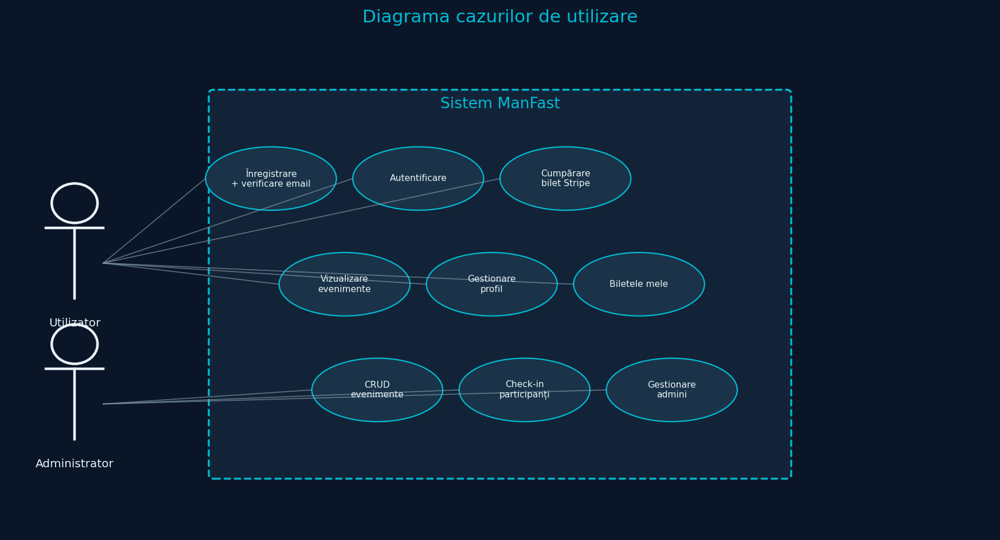 Diagrama cazurilor de utilizare
Sistem ManFast
Înregistrare
+ verificare email
Autentificare
Cumpărare
bilet Stripe
Vizualizare
evenimente
Gestionare
profil
Biletele mele
Utilizator
CRUD
evenimente
Check-in
participanți
Gestionare
admini
Administrator